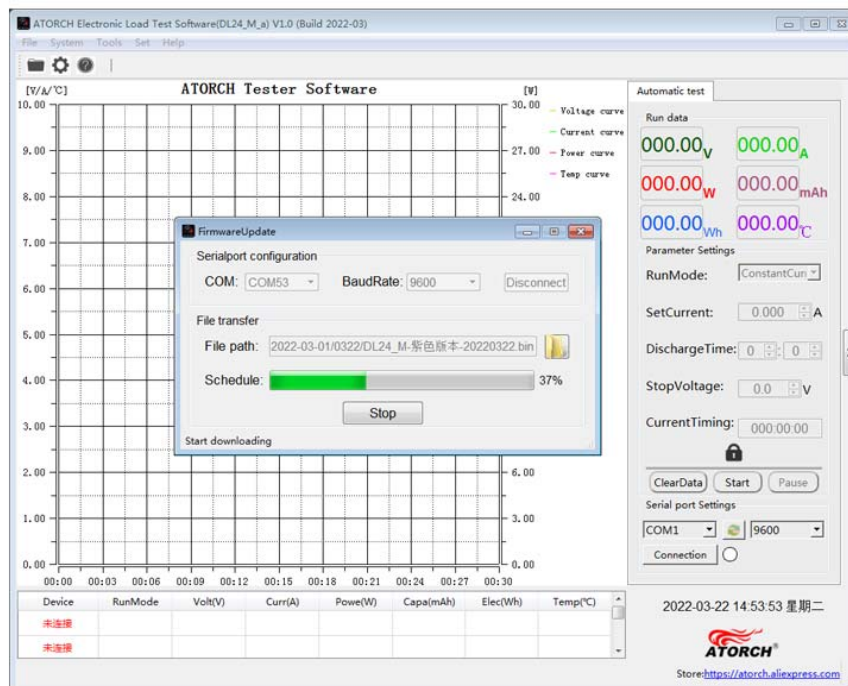 ATORCH Electronic Load Test Software(DL24_M_a) V1.0 (Build 2022-03)
File System Tools Set Help
[V/A/℃] ATORCH Tester Software [W]
10.00
9.00
8.00
7.00
6.00
5.00
4.00
3.00
2.00
1.00
0.00
30.00
27.00
24.00
6.00
3.00
0.00
Voltage curve
Current curve
Power curve
Temp curve
00:00 00:03 00:06 00:09 00:12 00:15 00:18 00:21 00:24 00:27 00:30
FirmwareUpdate
Serialport configuration
COM: COM53 BaudRate: 9600 Disconnect
File transfer
File path: 2022-03-01/0322/DL24_M-紫色版本-20220322.bin
Schedule: 37%
Stop
Start downloading
Automatic test
Run data
000.00V 000.00A
000.00W 000.00mAh
000.00Wh 000.00℃
Parameter Settings
RunMode: ConstantCurr
SetCurrent: 0.000 A
DischargeTime: 0 : 0
StopVoltage: 0.0 V
CurrentTiming: 000:00:00
ClearData Start Pause
Serial port Settings
COM1 9600
Connection
Device RunMode Volt(V) Curr(A) Powe(W) Capa(mAh) Elec(Wh) Temp(℃)
未连接
未连接
2022-03-22 14:53:53 星期二
ATORCH®
Store:https://atorch.aliexpress.com